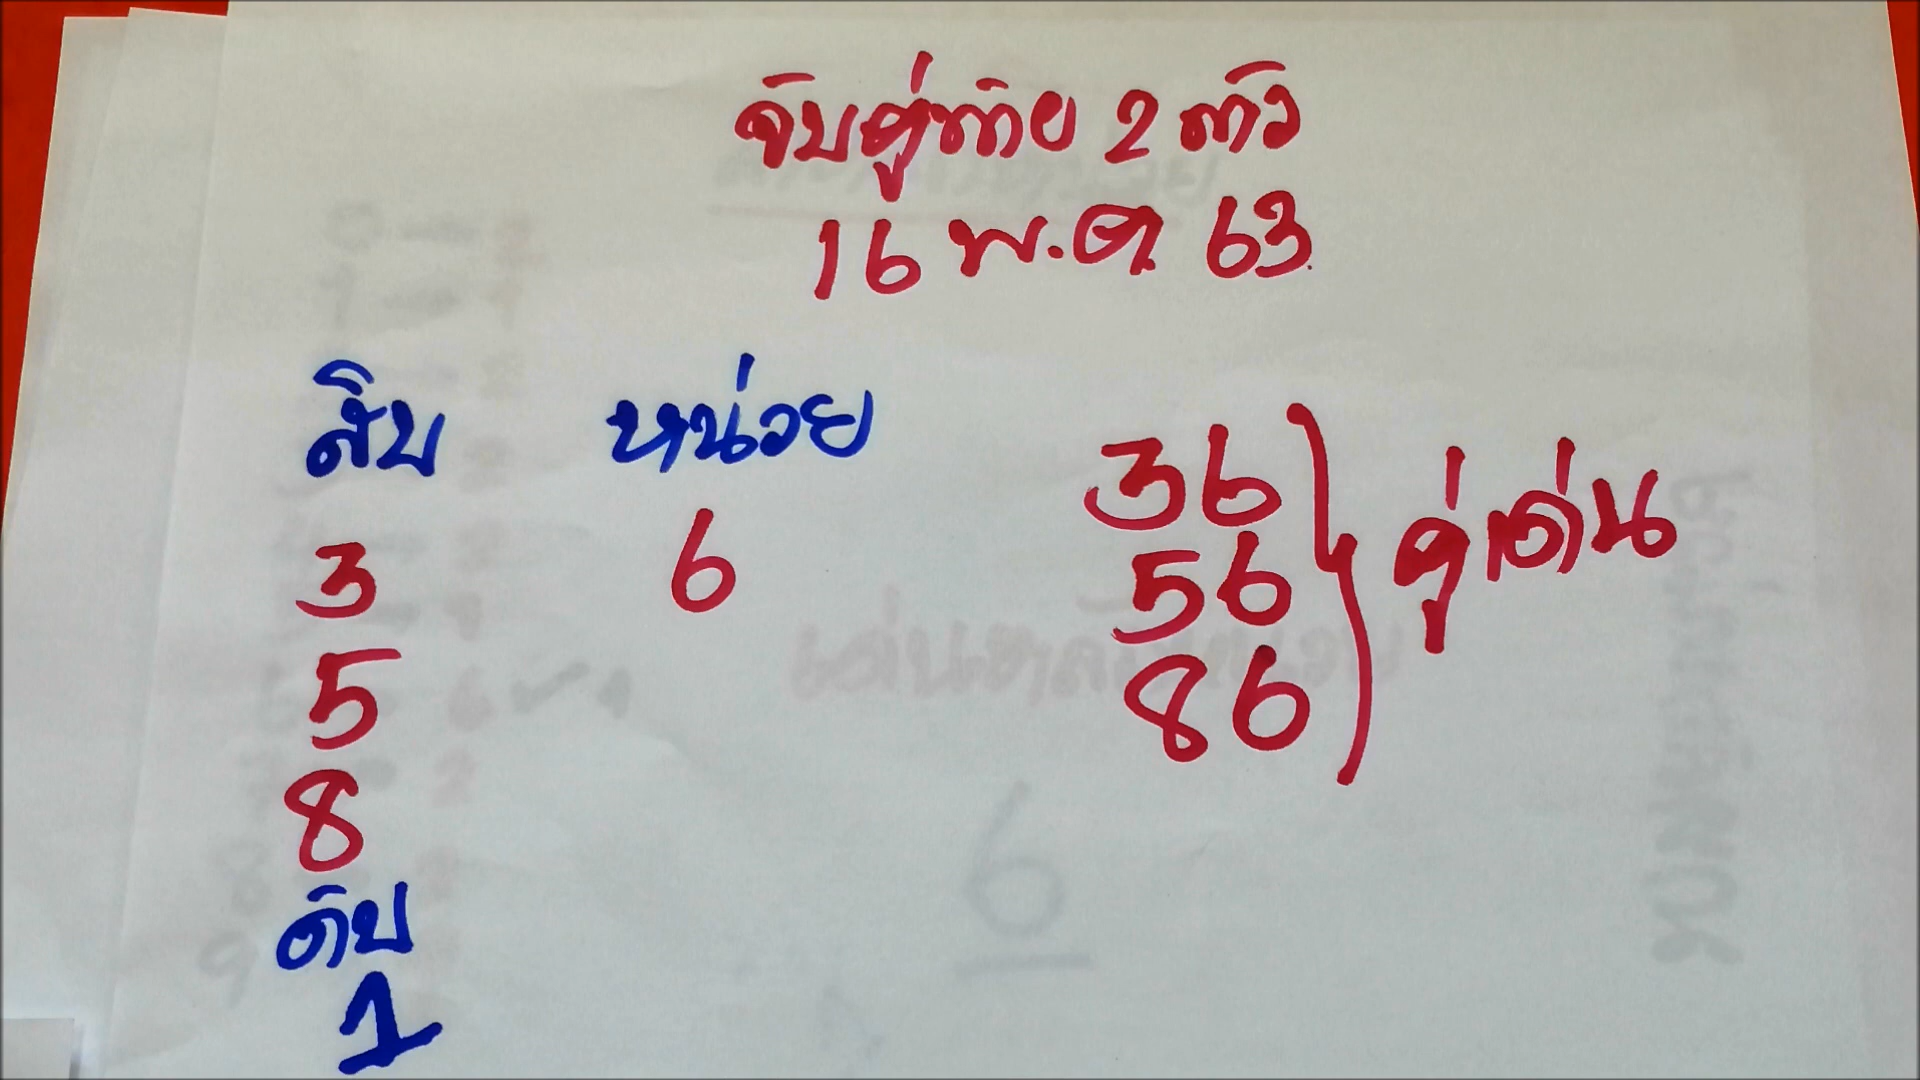 จับคู่ท้าย 2 ตัว
16 พ.ค. 63
สิบ หน่วย
3 6
5
8
ดับ
1
36
56
86
คู่เด่น